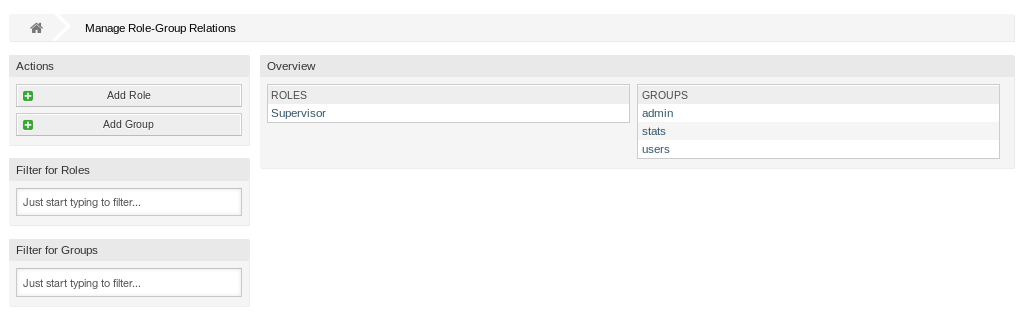 Manage Role-Group Relations
Actions
Add Role
Add Group
Filter for Roles
Just start typing to filter...
Filter for Groups
Just start typing to filter...
Overview
ROLES
Supervisor
GROUPS
admin
stats
users